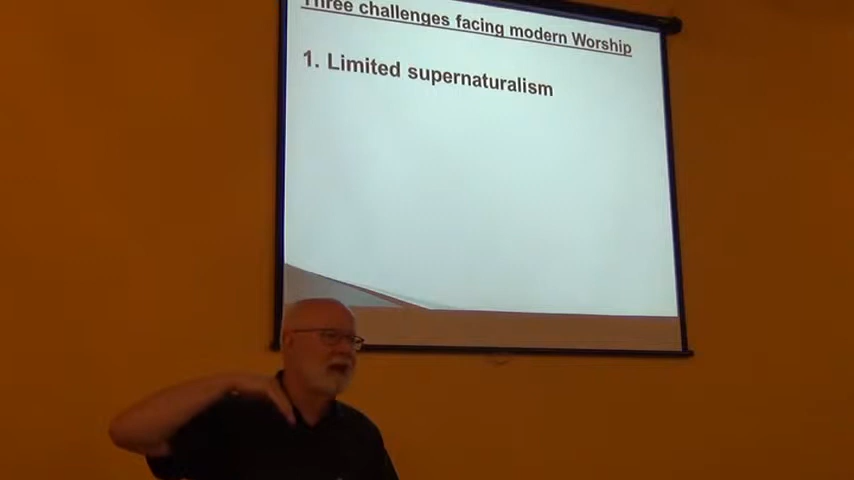 Three challenges facing modern Worship
1. Limited supernaturalism